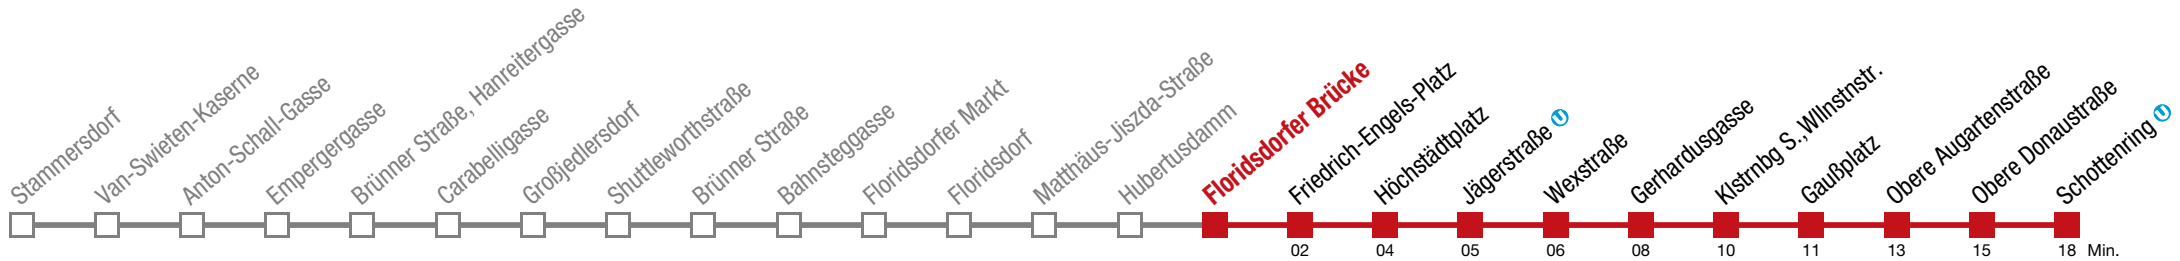 Stammersdorf
Van-Swieten-Kaserne
Anton-Schall-Gasse
Empergergasse
Brünner Straße, Hanreitergasse
Carabelligasse
Großjedlersdorf
Shuttleworthstraße
Brünner Straße
Bahnsteggasse
Floridsdorfer Markt
Floridsdorf
Matthäus-Jiszda-Straße
Hubertusdamm
Floridsdorfer Brücke
Friedrich-Engels-Platz
Höchstädtplatz
Jägerstraße U
Wexstraße
Gerhardusgasse
Klstrnbg S.,Wllnstnstr.
Gaußplatz
Obere Augartenstraße
Obere Donaustraße
Schottenring U
02 04 05 06 08 10 11 13 15 18 Min.